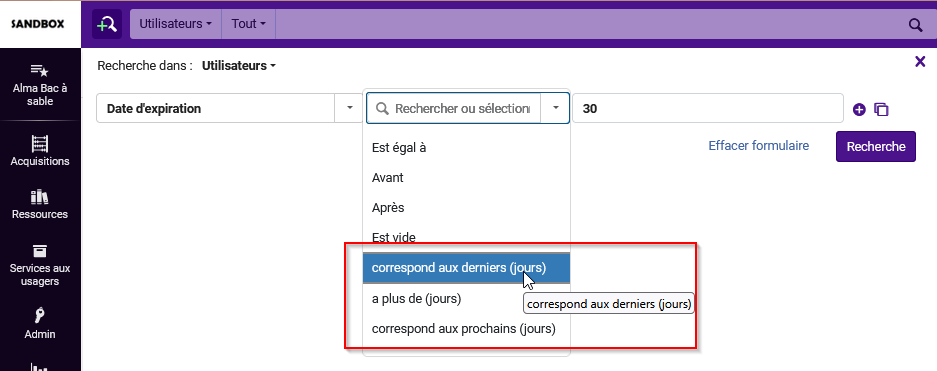 SANDBOX
Utilisateurs
Tout
Recherche dans : Utilisateurs
Alma Bac à
sable
Date d'expiration
Rechercher ou sélection
30
Effacer formulaire
Recherche
Est égal à
Avant
Après
Est vide
correspond aux derniers (jours)
a plus de (jours)
correspond aux derniers (jours)
correspond aux prochains (jours)
Acquisitions
Ressources
Services aux
usagers
Admin